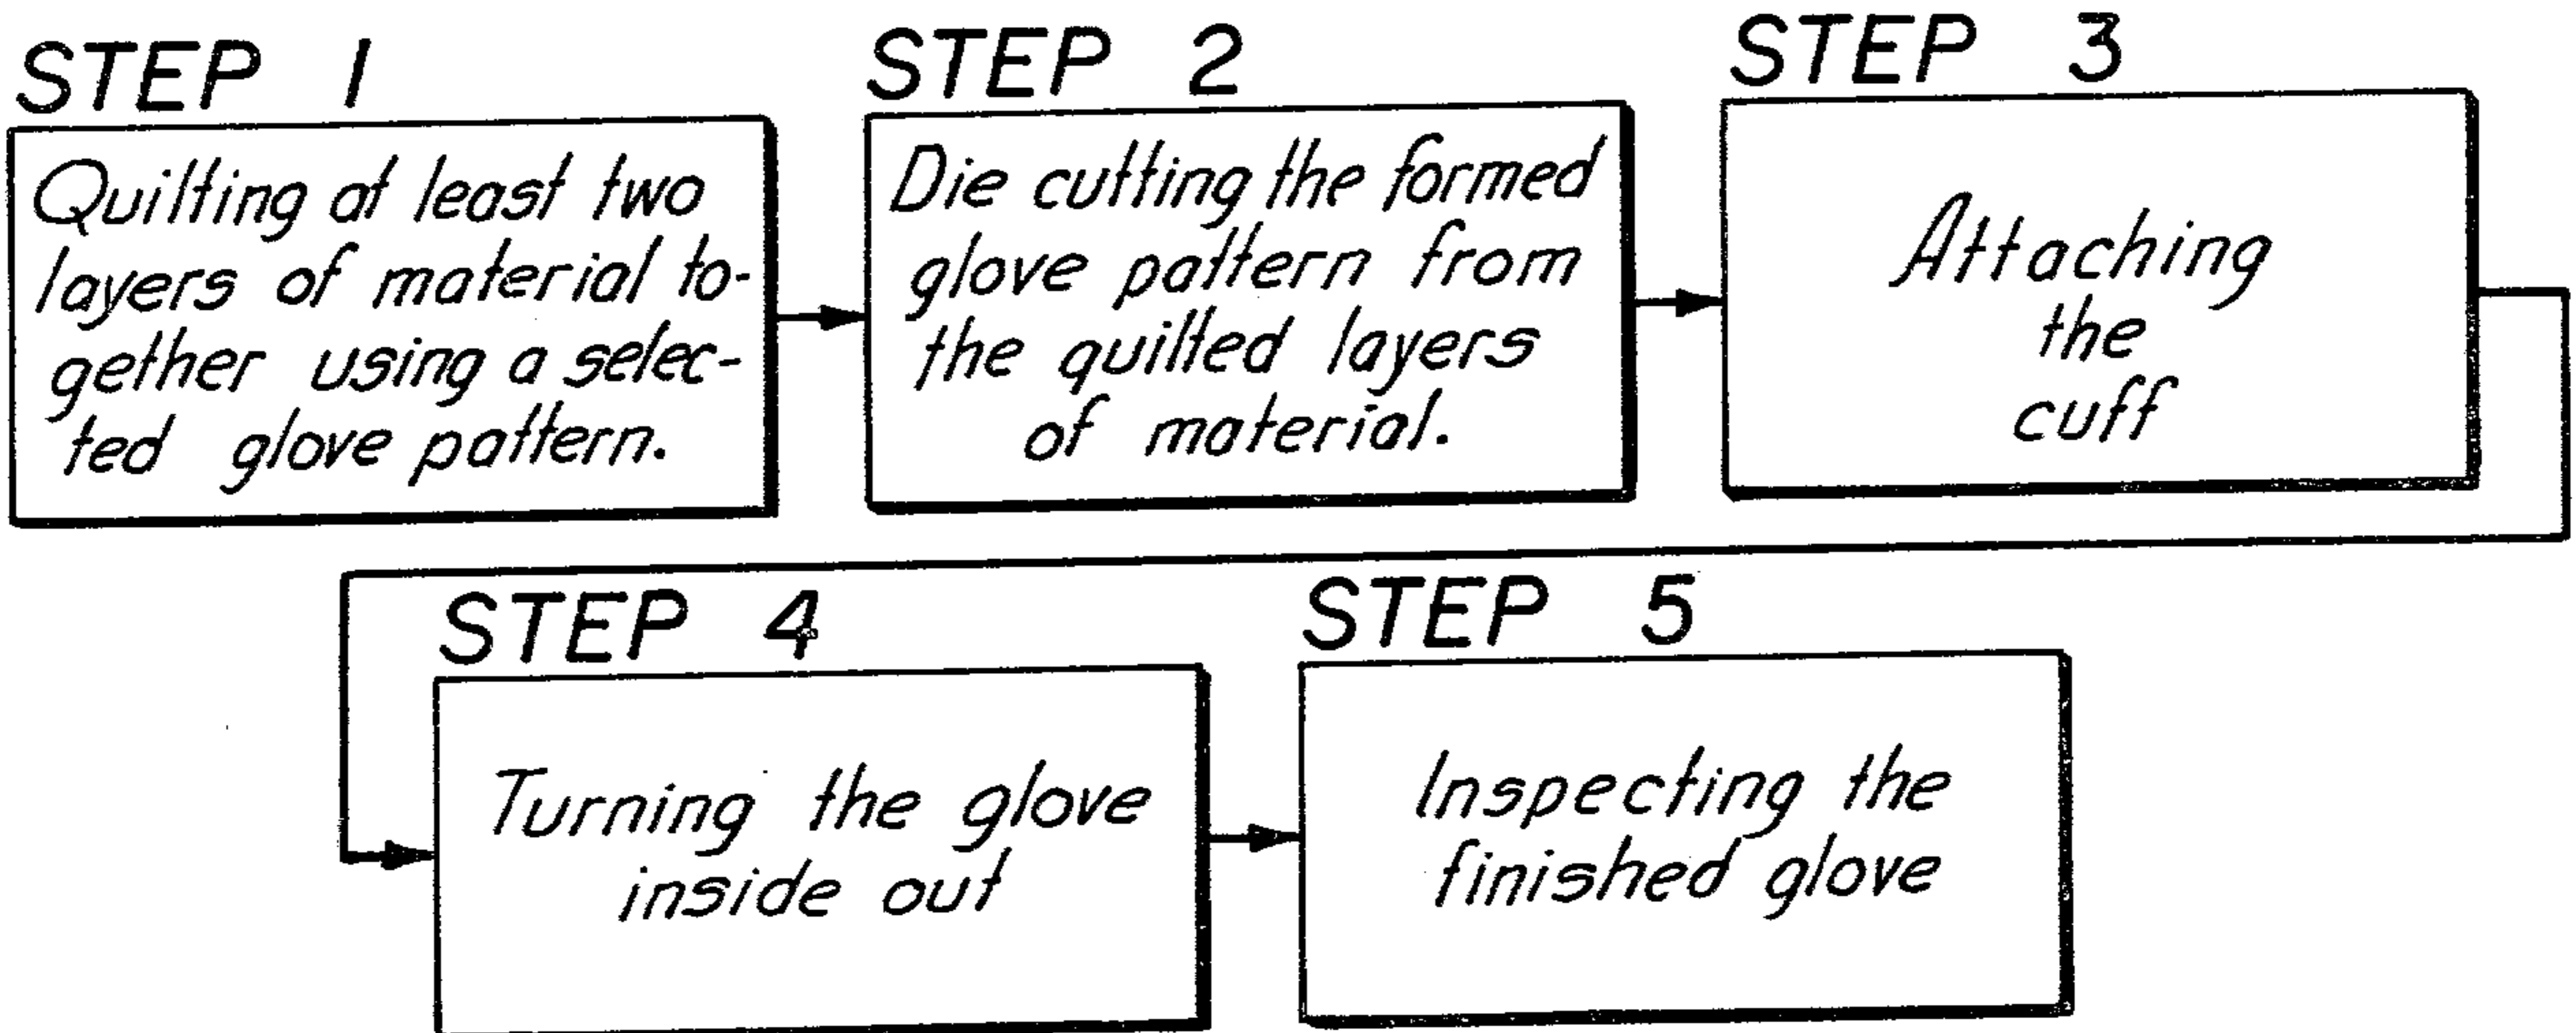 STEP 1
Quilting at least two
layers of material to-
gether using a selec-
ted glove pattern.
STEP 2
Die cutting the formed
glove pattern from
the quilted layers
of material.
STEP 3
Attaching
the
cuff
STEP 4
Turning the glove
inside out
STEP 5
Inspecting the
finished glove